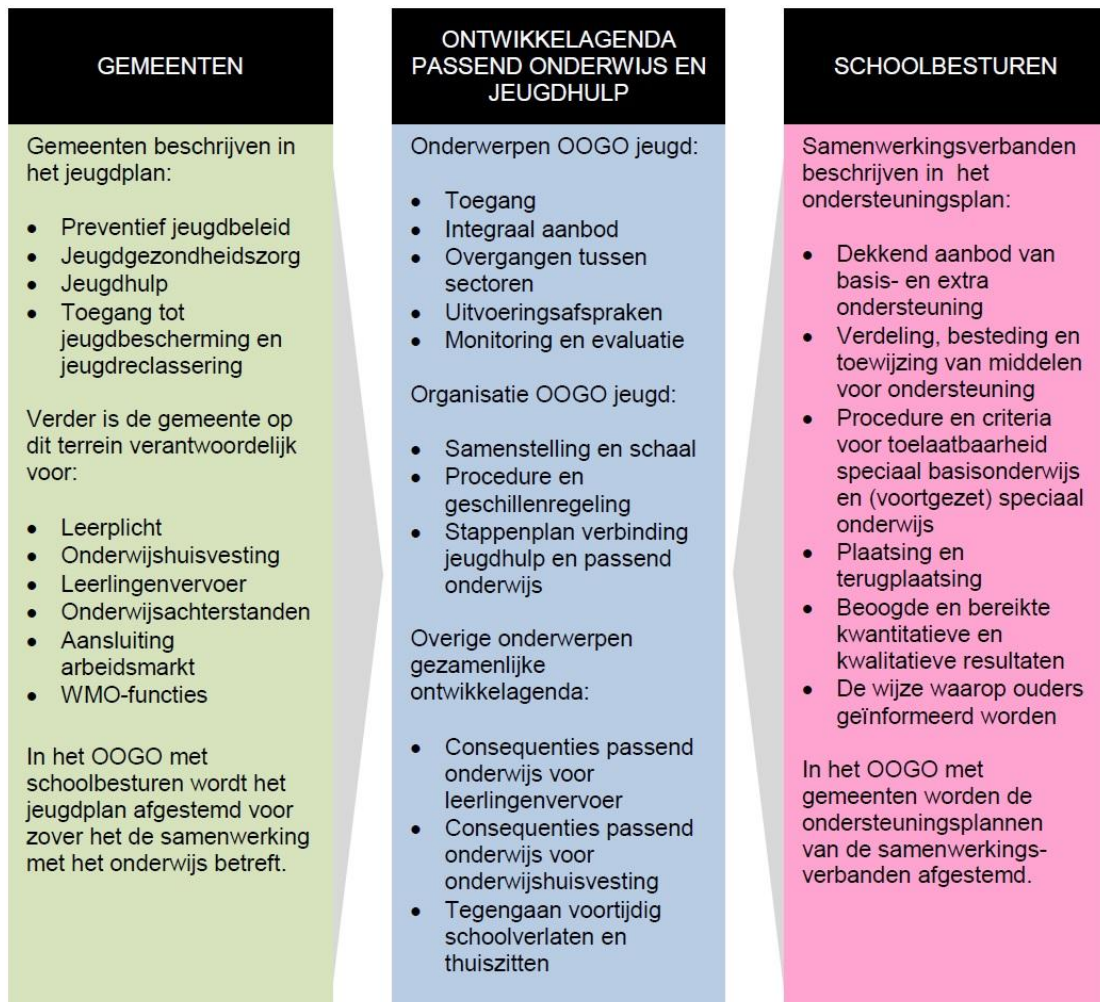 GEMEENTEN
Gemeenten beschrijven in
het jeugdplan:
• Preventief jeugdbeleid
• Jeugdgezondheidszorg
• Jeugdhulp
• Toegang tot
jeugdbescherming en
jeugdreclassering
Verder is de gemeente op
dit terrein verantwoordelijk
voor:
• Leerplicht
• Onderwijshuisvesting
• Leerlingenvervoer
• Onderwijsachterstanden
• Aansluiting
arbeidsmarkt
• WMO-functies
In het OOGO met
schoolbesturen wordt het
jeugdplan afgestemd voor
zover het de samenwerking
met het onderwijs betreft.
ONTWIKKELAGENDA
PASSEND ONDERWIJS EN
JEUGDHULP
Onderwerpen OOGO jeugd:
• Toegang
• Integraal aanbod
• Overgangen tussen
sectoren
• Uitvoeringsafspraken
• Monitoring en evaluatie
Organisatie OOGO jeugd:
• Samenstelling en schaal
• Procedure en
geschillenregeling
• Stappenplan verbinding
jeugdhulp en passend
onderwijs
Overige onderwerpen
gezamenlijke
ontwikkelagenda:
• Consequenties passend
onderwijs voor
leerlingenvervoer
• Consequenties passend
onderwijs voor
onderwijshuisvesting
• Tegengaan voortijdig
schoolverlaten en
thuiszitten
SCHOOLBESTUREN
Samenwerkingsverbanden
beschrijven in het
ondersteuningsplan:
• Dekkend aanbod van
basis- en extra
ondersteuning
• Verdeling, besteding en
toewijzing van middelen
voor ondersteuning
• Procedure en criteria
voor toelaatbaarheid
speciaal basisonderwijs
en (voortgezet) speciaal
onderwijs
• Plaatsing en
terugplaatsing
• Beoogde en bereikte
kwantitatieve en
kwalitatieve resultaten
• De wijze waarop ouders
geïnformeerd worden
In het OOGO met
gemeenten worden de
ondersteuningsplannen
van de samenwerkings-
verbanden afgestemd.